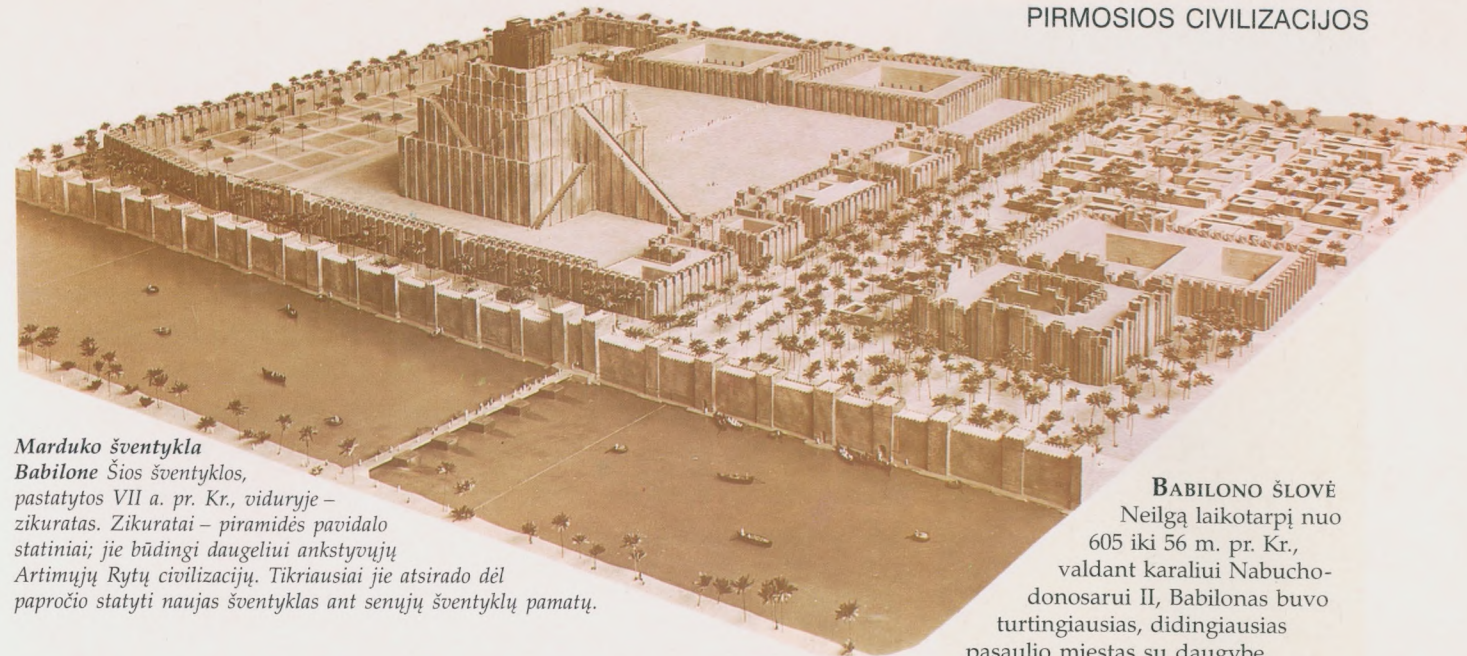 PIRMOSIOS CIVILIZACIJOS
Marduko šventykla
Babilone Šios šventyklos,
pastatytos VII a. pr. Kr., viduryje –
zikuratas. Zikuratai – piramidės pavidalo
statiniai; jie būdingi daugeliui ankstyvųjų
Artimųjų Rytų civilizacijų. Tikriausiai jie atsirado dėl
papročio statyti naujas šventyklas ant senųjų šventyklų pamatų.
BABILONO ŠLOVĖ
Neilgą laikotarpį nuo
605 iki 56 m. pr. Kr.,
valdant karaliui Nabucho-
donosarui II, Babilonas buvo
turtingiausias, didingiausias
pasaulio miestas su daugybe